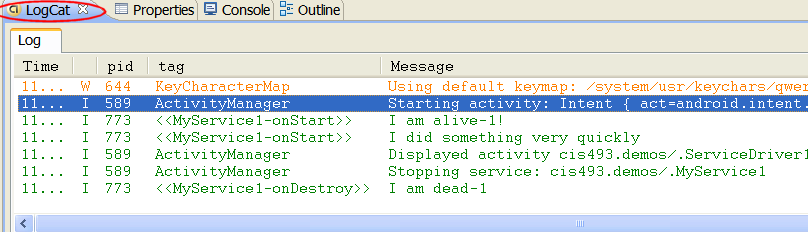 LogCat Properties Console Outline
Log
Time pid tag Message
11... W 644 KeyCharacterMap Using default keymap: /system/usr/keychars/qwer
11... I 589 ActivityManager Starting activity: Intent { act=android.intent.
11... I 773 <<MyService1-onStart>> I am alive-1!
11... I 773 <<MyService1-onStart>> I did something very quickly
11... I 589 ActivityManager Displayed activity cis493.demos/.ServiceDriver1
11... I 589 ActivityManager Stopping service: cis493.demos/.MyService1
11... I 773 <<MyService1-onDestroy>> I am dead-1